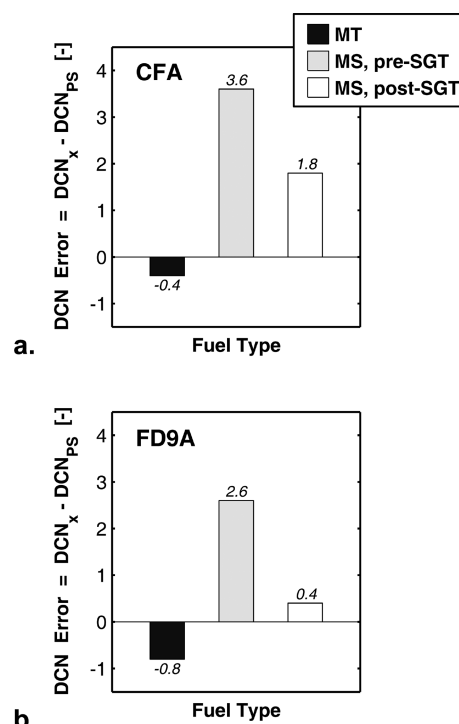 MT
MS, pre-SGT
MS, post-SGT
CFA
DCN Error = DCNx - DCNPS [-]
4
3
2
1
0
-1
3.6
1.8
-0.4
Fuel Type
a.
FD9A
DCN Error = DCNx - DCNPS [-]
4
3
2
1
0
-1
2.6
0.4
-0.8
Fuel Type
b